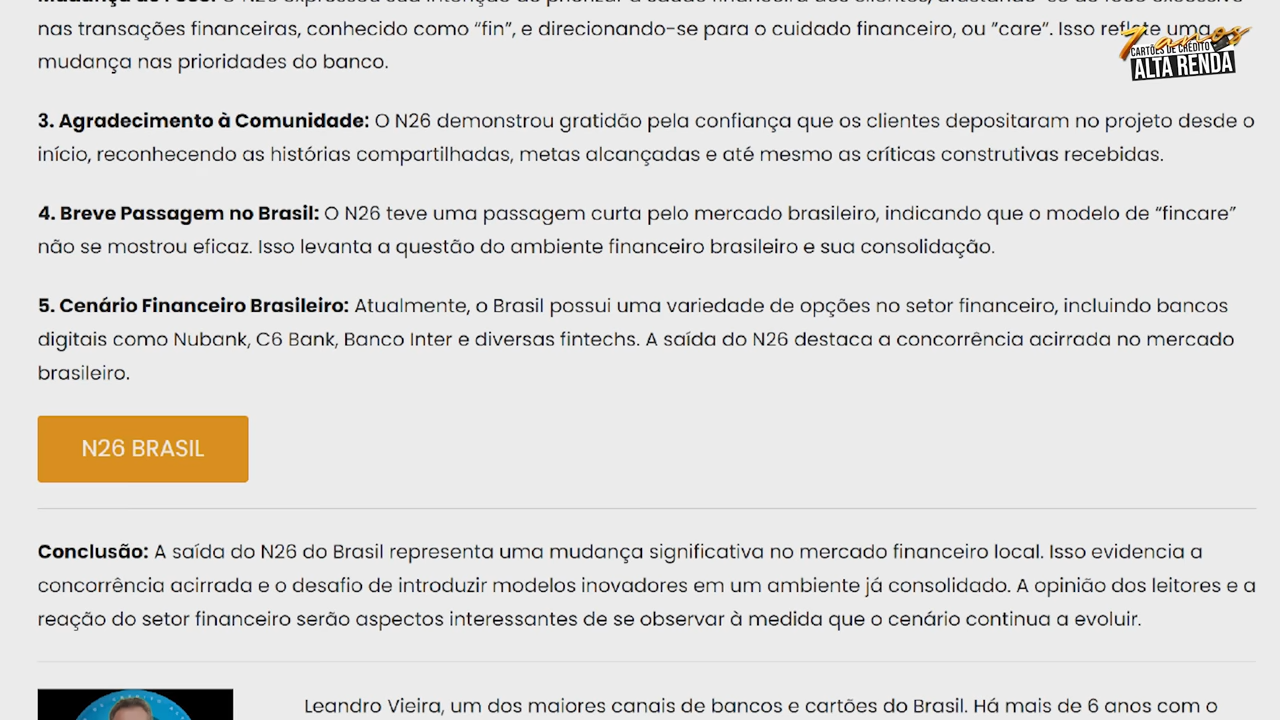 nas transações financeiras, conhecido como “fin”, e direcionando-se para o cuidado financeiro, ou ”care”. Isso reflete uma
mudança nas prioridades do banco.
7 anos
CARTÕES DE CRÉDITO
ALTA RENDA
3. Agradecimento à Comunidade: O N26 demonstrou gratidão pela confiança que os clientes depositaram no projeto desde o
início, reconhecendo as histórias compartilhadas, metas alcançadas e até mesmo as críticas construtivas recebidas.
4. Breve Passagem no Brasil: O N26 teve uma passagem curta pelo mercado brasileiro, indicando que o modelo de “fincare”
não se mostrou eficaz. Isso levanta a questão do ambiente financeiro brasileiro e sua consolidação.
5. Cenário Financeiro Brasileiro: Atualmente, o Brasil possui uma variedade de opções no setor financeiro, incluindo bancos
digitais como Nubank, C6 Bank, Banco Inter e diversas fintechs. A saída do N26 destaca a concorrência acirrada no mercado
brasileiro.
N26 BRASIL
Conclusão: A saída do N26 do Brasil representa uma mudança significativa no mercado financeiro local. Isso evidencia a
concorrência acirrada e o desafio de introduzir modelos inovadores em um ambiente já consolidado. A opinião dos leitores e a
reação do setor financeiro serão aspectos interessantes de se observar à medida que o cenário continua a evoluir.
Leandro Vieira, um dos maiores canais de bancos e cartões do Brasil. Há mais de 6 anos com o